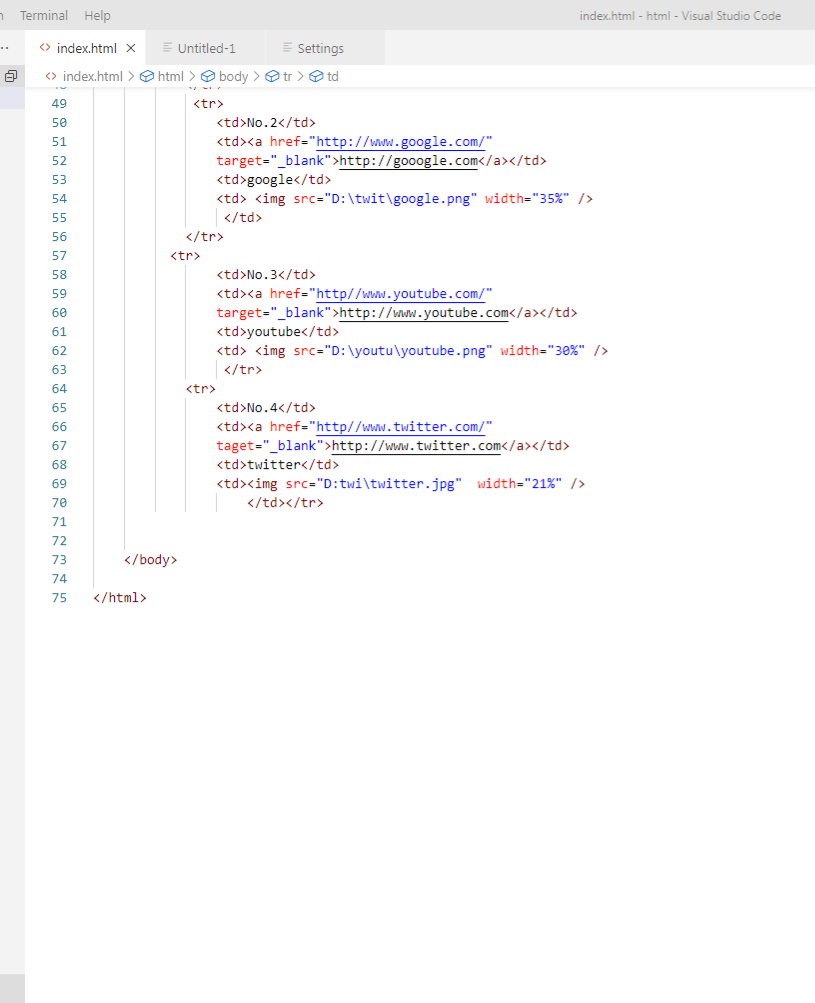 Terminal Help index.html - html - Visual Studio Code
index.html Untitled-1 Settings
index.html > html > body > tr > td
49 <tr>
50 <td>No.2</td>
51 <td><a href="http://www.google.com/"
52 target="_blank">http://gooogle.com</a></td>
53 <td>google</td>
54 <td> <img src="D:\twit\google.png" width="35%" />
55 </td>
56 </tr>
57 <tr>
58 <td>No.3</td>
59 <td><a href="http//www.youtube.com/"
60 target="_blank">http://www.youtube.com</a></td>
61 <td>youtube</td>
62 <td> <img src="D:\youtu\youtube.png" width="30%" />
63 </tr>
64 <tr>
65 <td>No.4</td>
66 <td><a href="http//www.twitter.com/"
67 taget="_blank">http://www.twitter.com</a></td>
68 <td>twitter</td>
69 <td><img src="D:twi\twitter.jpg"  width="21%" />
70 </td></tr>
71
72
73 </body>
74
75 </html>